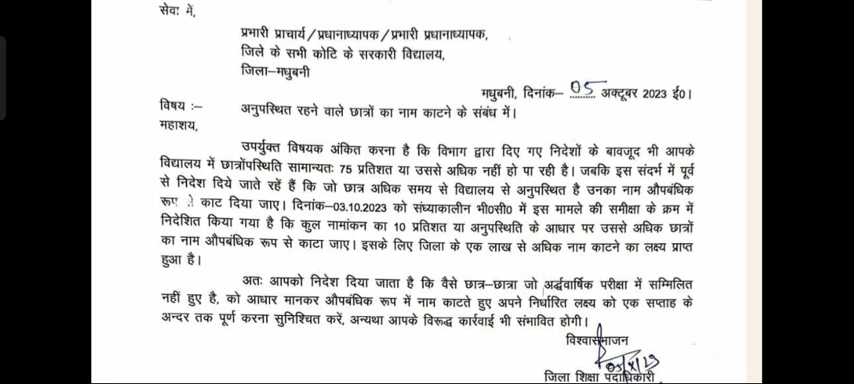 सेवा में,
प्रभारी प्राचार्य/प्रधानाध्यापक/प्रभारी प्रधानाध्यापक,
जिले के सभी कोटि के सरकारी विद्यालय,
जिला–मधुबनी
मधुबनी, दिनांक– 05 अक्टूबर 2023 ई०।
विषय :– अनुपस्थित रहने वाले छात्रों का नाम काटने के संबंध में।
महाशय,
उपर्युक्त विषयक अंकित करना है कि विभाग द्वारा दिए गए निदेशों के बावजूद भी आपके
विद्यालय में छात्रोंपस्थिति सामान्यतः 75 प्रतिशत या उससे अधिक नहीं हो पा रही है। जबकि इस संदर्भ में पूर्व
से निदेश दिये जाते रहें हैं कि जो छात्र अधिक समय से विद्यालय से अनुपस्थित है उनका नाम औपबंधिक
रूप से काट दिया जाए। दिनांक–03.10.2023 को संध्याकालीन भी०सी० में इस मामले की समीक्षा के क्रम में
निदेशित किया गया है कि कुल नामांकन का 10 प्रतिशत या अनुपस्थिति के आधार पर उससे अधिक छात्रों
का नाम औपबंधिक रूप से काटा जाए। इसके लिए जिला के एक लाख से अधिक नाम काटने का लक्ष्य प्राप्त
हुआ है।
अतः आपको निदेश दिया जाता है कि वैसे छात्र–छात्रा जो अर्द्धवार्षिक परीक्षा में सम्मिलित
नहीं हुए है, को आधार मानकर औपबंधिक रूप में नाम काटते हुए अपने निर्धारित लक्ष्य को एक सप्ताह के
अन्दर तक पूर्ण करना सुनिश्चित करें, अन्यथा आपके विरूद्ध कार्रवाई भी संभावित होगी।
विश्वासभाजन
05/X/23
जिला शिक्षा पदाधिकारी